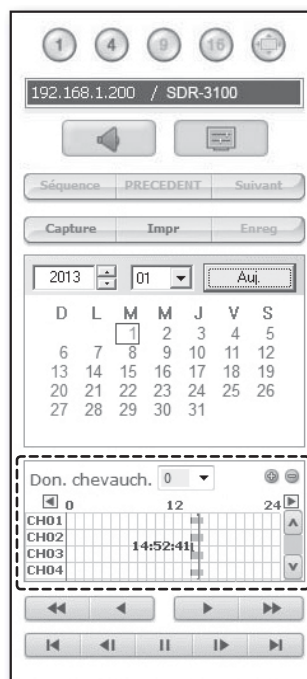 1 4 9 16
192.168.1.200 / SDR-3100
Séquence PRECEDENT Suivant
Capture Impr Enreg
2013 01 Auj.
D L M M J V S
1 2 3 4 5
6 7 8 9 10 11 12
13 14 15 16 17 18 19
20 21 22 23 24 25 26
27 28 29 30 31
Don. chevauch. 0
0 12 24
CH01
CH02
14:52:41
CH03
CH04